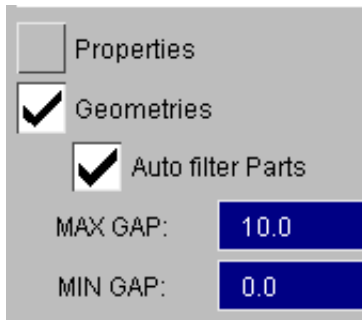 Properties
Geometries
Auto filter Parts
MAX GAP: 10.0
MIN GAP: 0.0